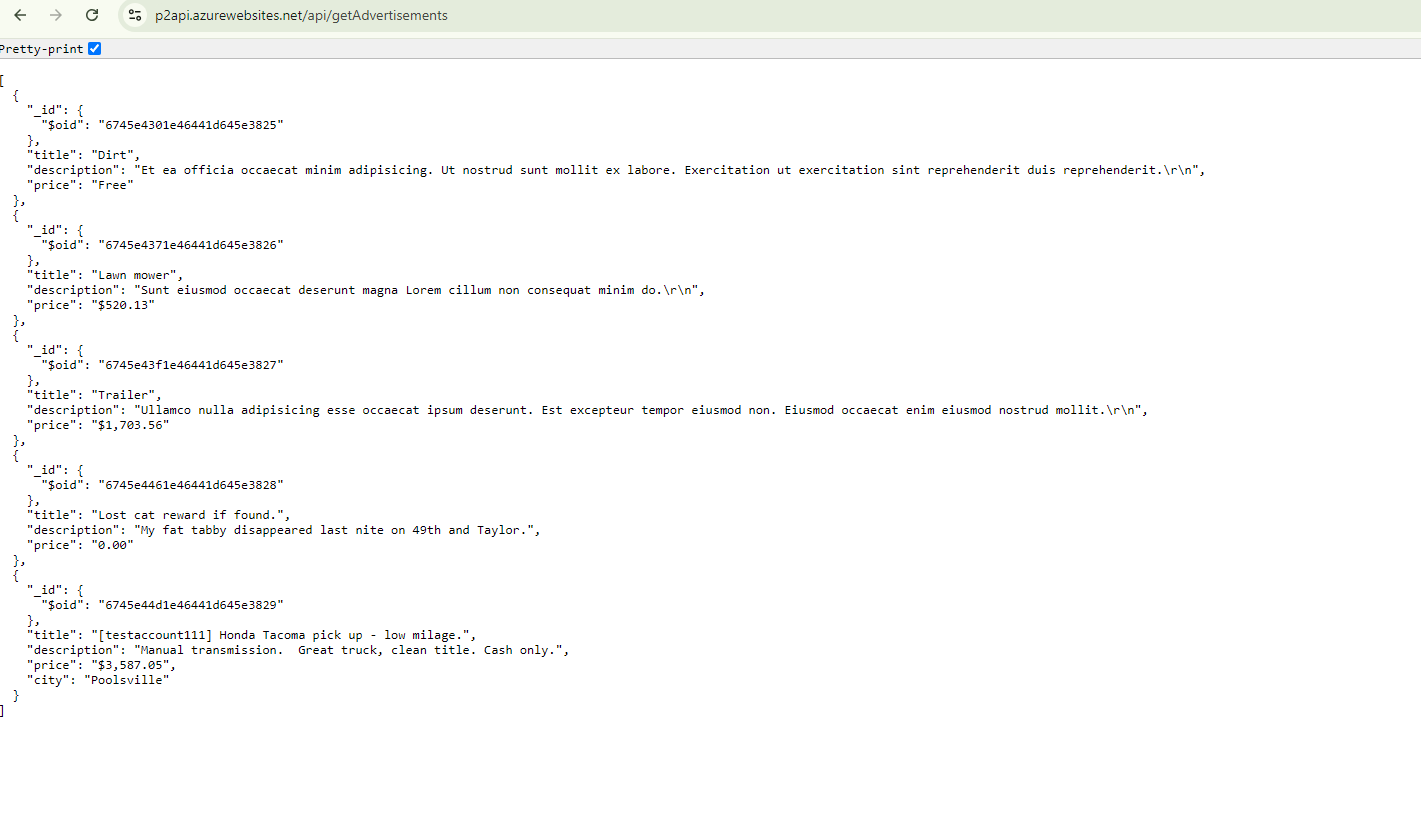 p2api.azurewebsites.net/api/getAdvertisements
Pretty-print
[
  {
    "_id": {
      "$oid": "6745e4301e46441d645e3825"
    },
    "title": "Dirt",
    "description": "Et ea officia occaecat minim adipisicing. Ut nostrud sunt mollit ex labore. Exercitation ut exercitation sint reprehenderit duis reprehenderit.\r\n",
    "price": "Free"
  },
  {
    "_id": {
      "$oid": "6745e4371e46441d645e3826"
    },
    "title": "Lawn mower",
    "description": "Sunt eiusmod occaecat deserunt magna Lorem cillum non consequat minim do.\r\n",
    "price": "$520.13"
  },
  {
    "_id": {
      "$oid": "6745e43f1e46441d645e3827"
    },
    "title": "Trailer",
    "description": "Ullamco nulla adipisicing esse occaecat ipsum deserunt. Est excepteur tempor eiusmod non. Eiusmod occaecat enim eiusmod nostrud mollit.\r\n",
    "price": "$1,703.56"
  },
  {
    "_id": {
      "$oid": "6745e4461e46441d645e3828"
    },
    "title": "Lost cat reward if found.",
    "description": "My fat tabby disappeared last nite on 49th and Taylor.",
    "price": "0.00"
  },
  {
    "_id": {
      "$oid": "6745e44d1e46441d645e3829"
    },
    "title": "[testaccount111] Honda Tacoma pick up - low milage.",
    "description": "Manual transmission.  Great truck, clean title. Cash only.",
    "price": "$3,587.05",
    "city": "Poolsville"
  }
]